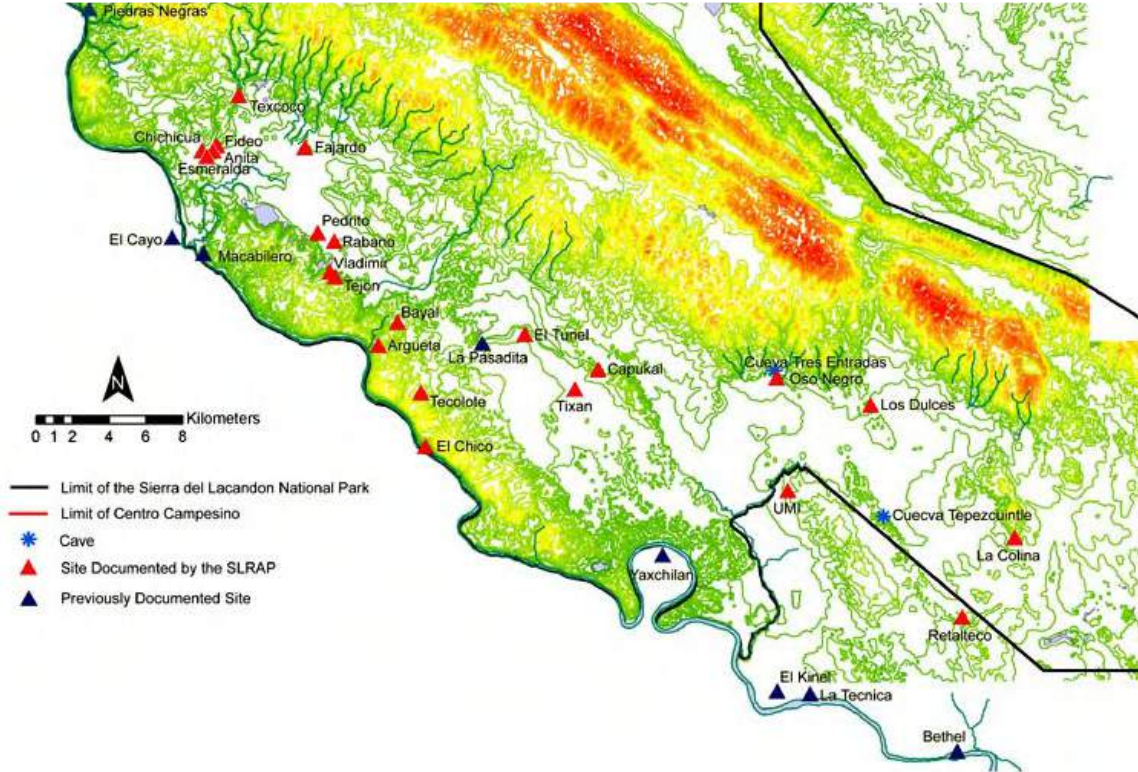 Piedras Negras
Texcoco
Chichicua
Fideo
Anita
Esmeralda
Fajardo
Pedrito
El Cayo
Rabano
Macabilero
Vladimir
Tejon
Bayal
El Tunel
Argueta
La Pasadita
Cueva Tres Entradas
Capukal
Oso Negro
N
Tecolote
Tixan
Los Dulces
Kilometers
0 1 2 4 6 8
El Chico
Limit of the Sierra del Lacandon National Park
UMI
Limit of Centro Campesino
Cuecva Tepezcuintle
Cave
La Colina
Site Documented by the SLRAP
Yaxchilan
Previously Documented Site
Retalteco
El Kinel
La Tecnica
Bethel